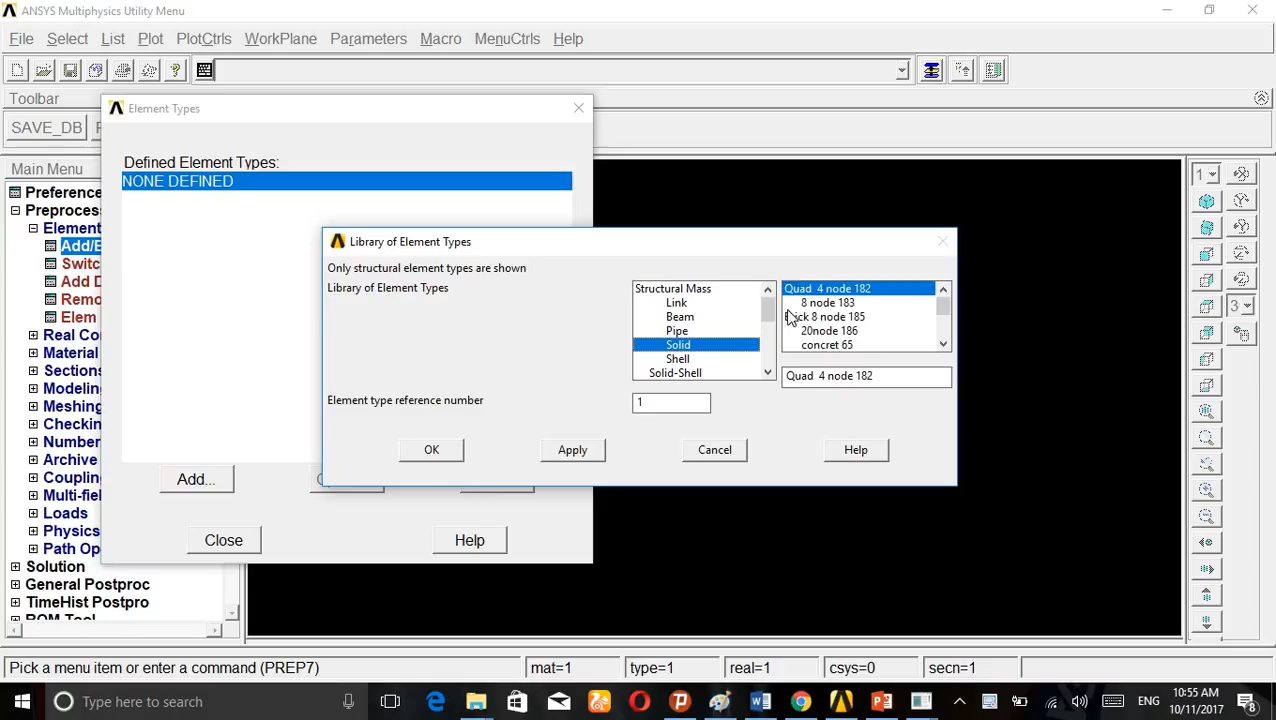 ANSYS Multiphysics Utility Menu
File Select List Plot PlotCtrls WorkPlane Parameters Macro MenuCtrls Help
Toolbar
SAVE_DB
Element Types
Defined Element Types:
NONE DEFINED
Add...
Close
Help
Main Menu
Preference
Preproces
Element
Add/E
Switc
Add D
Remo
Elem
Real Co
Material
Sections
Modeling
Meshing
Checkin
Number
Archive
Couplin
Multi-fiel
Loads
Physics
Path Op
Solution
General Postproc
TimeHist Postpro
Library of Element Types
Only structural element types are shown
Library of Element Types
Structural Mass
Link
Beam
Pipe
Solid
Shell
Solid-Shell
Quad 4 node 182
8 node 183
Brick 8 node 185
20node 186
concret 65
Quad 4 node 182
Element type reference number
1
OK
Apply
Cancel
Help
1
3
Pick a menu item or enter a command (PREP7)
mat=1
type=1
real=1
csys=0
secn=1
Type here to search
ENG
10:55 AM
10/11/2017
8